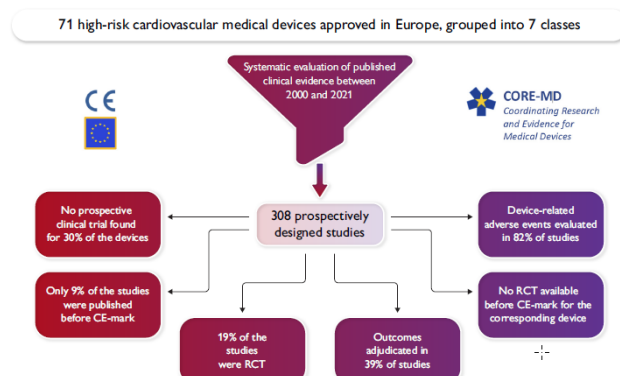 71 high-risk cardiovascular medical devices approved in Europe, grouped into 7 classes
Systematic evaluation of published
clinical evidence between
2000 and 2021
CE
CORE-MD
Coordinating Research
and Evidence for
Medical Devices
No prospective
clinical trial found
for 30% of the devices
308 prospectively
designed studies
Device-related
adverse events evaluated
in 82% of studies
Only 9% of the studies
were published
before CE-mark
No RCT available
before CE-mark for the
corresponding device
19% of the
studies
were RCT
Outcomes
adjudicated in
39% of studies